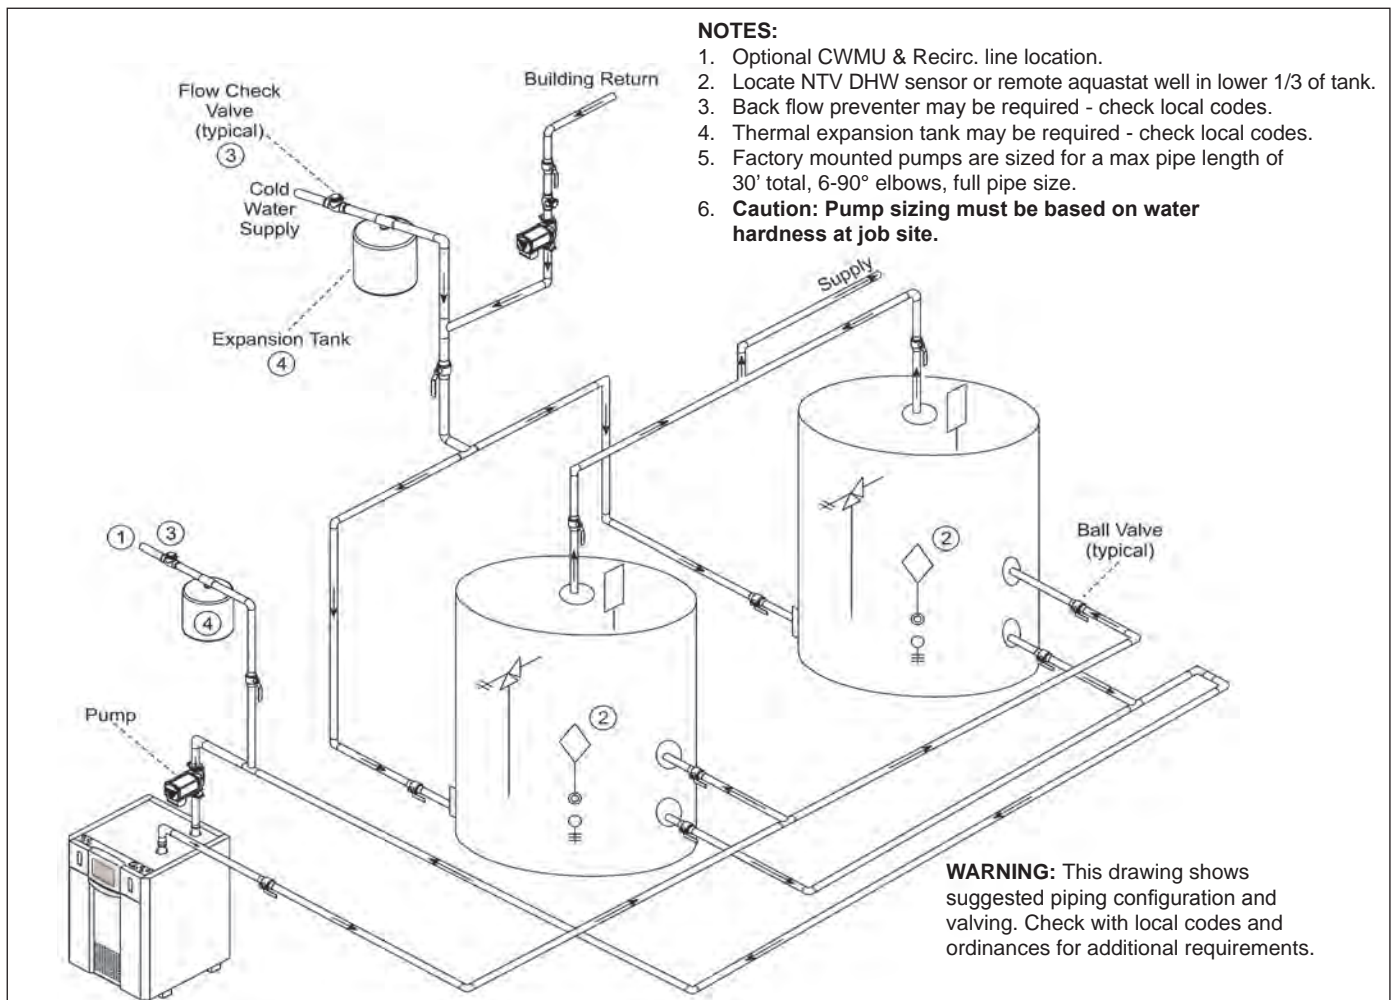 NOTES:
1. Optional CWMU & Recirc. line location.
2. Locate NTV DHW sensor or remote aquastat well in lower 1/3 of tank.
3. Back flow preventer may be required - check local codes.
4. Thermal expansion tank may be required - check local codes.
5. Factory mounted pumps are sized for a max pipe length of
30' total, 6-90° elbows, full pipe size.
6. Caution: Pump sizing must be based on water
hardness at job site.
Building Return
Flow Check
Valve
(typical)
3
Cold
Water
Supply
Expansion Tank
4
Supply
1
3
4
Pump
2
2
Ball Valve
(typical)
WARNING: This drawing shows
suggested piping configuration and
valving. Check with local codes and
ordinances for additional requirements.